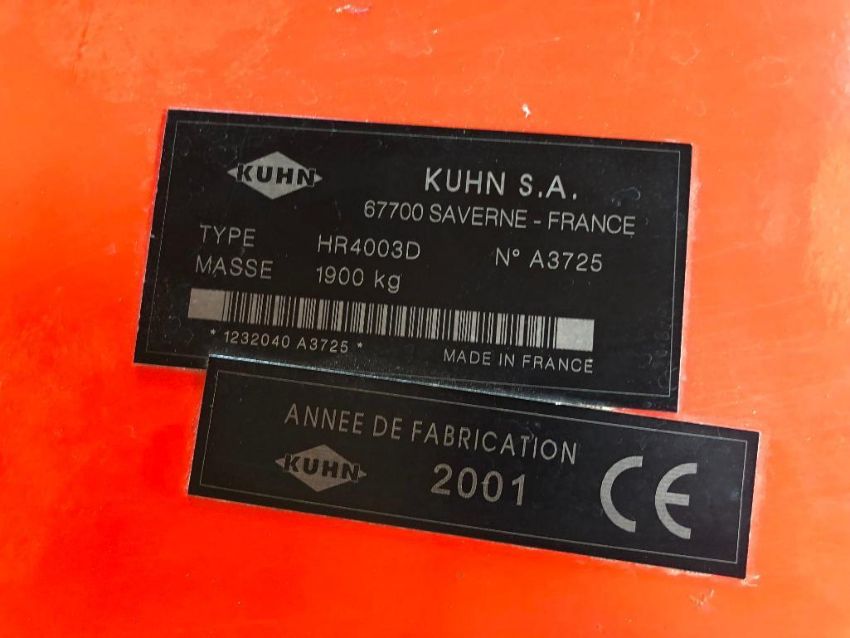 KUHN
KUHN S.A.
67700 SAVERNE - FRANCE
TYPE HR4003D N° A3725
MASSE 1900 kg
* 1232040 A3725 *
MADE IN FRANCE
ANNEE DE FABRICATION
KUHN
2001
CE